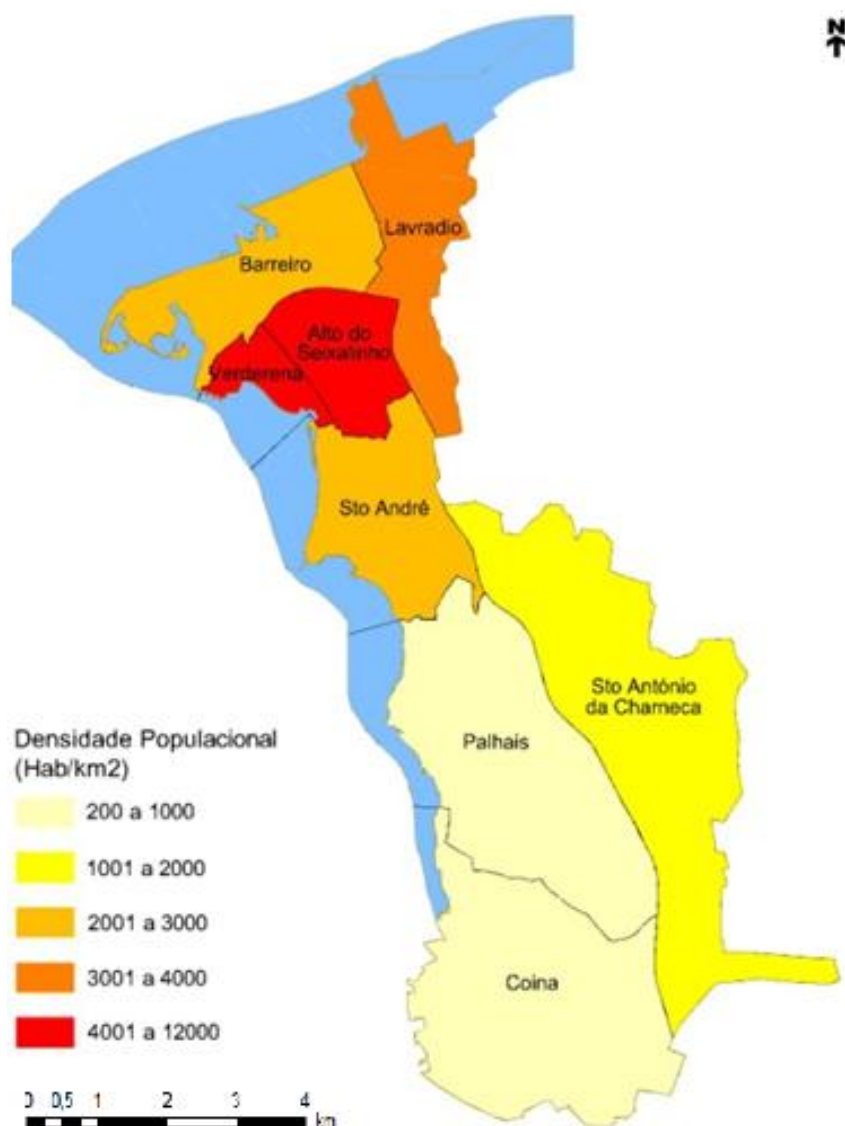 N
Lavradio
Barreiro
Alto do
Seixalinho
Verderena
Sto André
Sto António
da Charneca
Palhais
Coina
Densidade Populacional
(Hab/km2)
200 a 1000
1001 a 2000
2001 a 3000
3001 a 4000
4001 a 12000
0 0,5 1 2 3 4
km